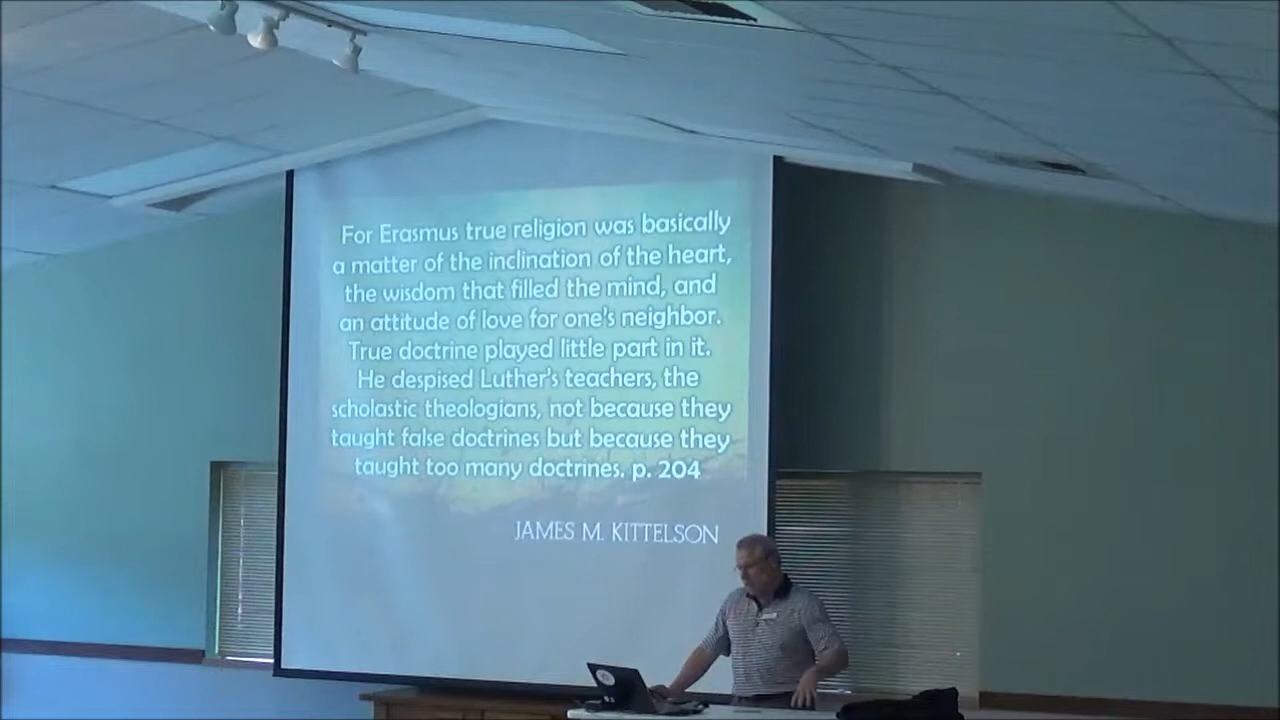 For Erasmus true religion was basically
a matter of the inclination of the heart,
the wisdom that filled the mind, and
an attitude of love for one's neighbor.
True doctrine played little part in it.
He despised Luther's teachers, the
scholastic theologians, not because they
taught false doctrines but because they
taught too many doctrines. p. 204
JAMES M. KITTELSON